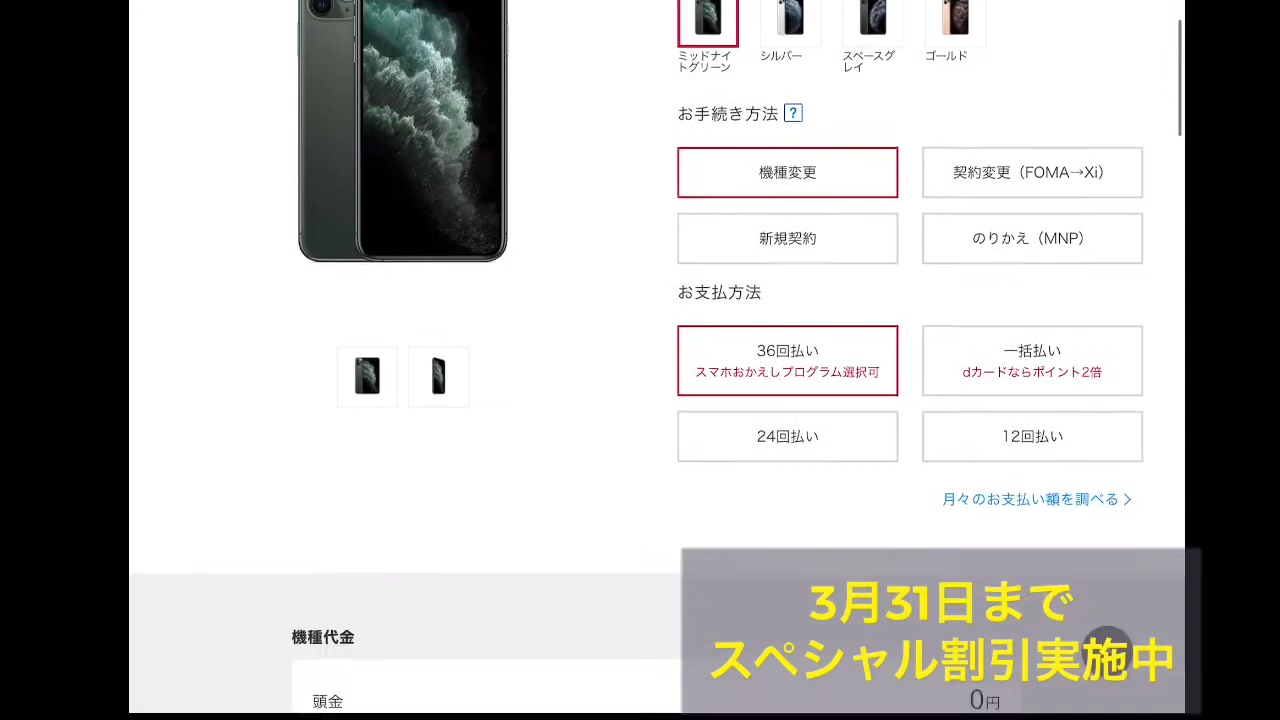 ミッドナイ
トグリーン
シルバー
スペースグ
レイ
ゴールド
お手続き方法 ?
機種変更
契約変更（FOMA→Xi）
新規契約
のりかえ（MNP）
お支払方法
36回払い
スマホおかえしプログラム選択可
一括払い
dカードならポイント2倍
24回払い
12回払い
月々のお支払い額を調べる
機種代金
頭金
0円
3月31日まで
スペシャル割引実施中